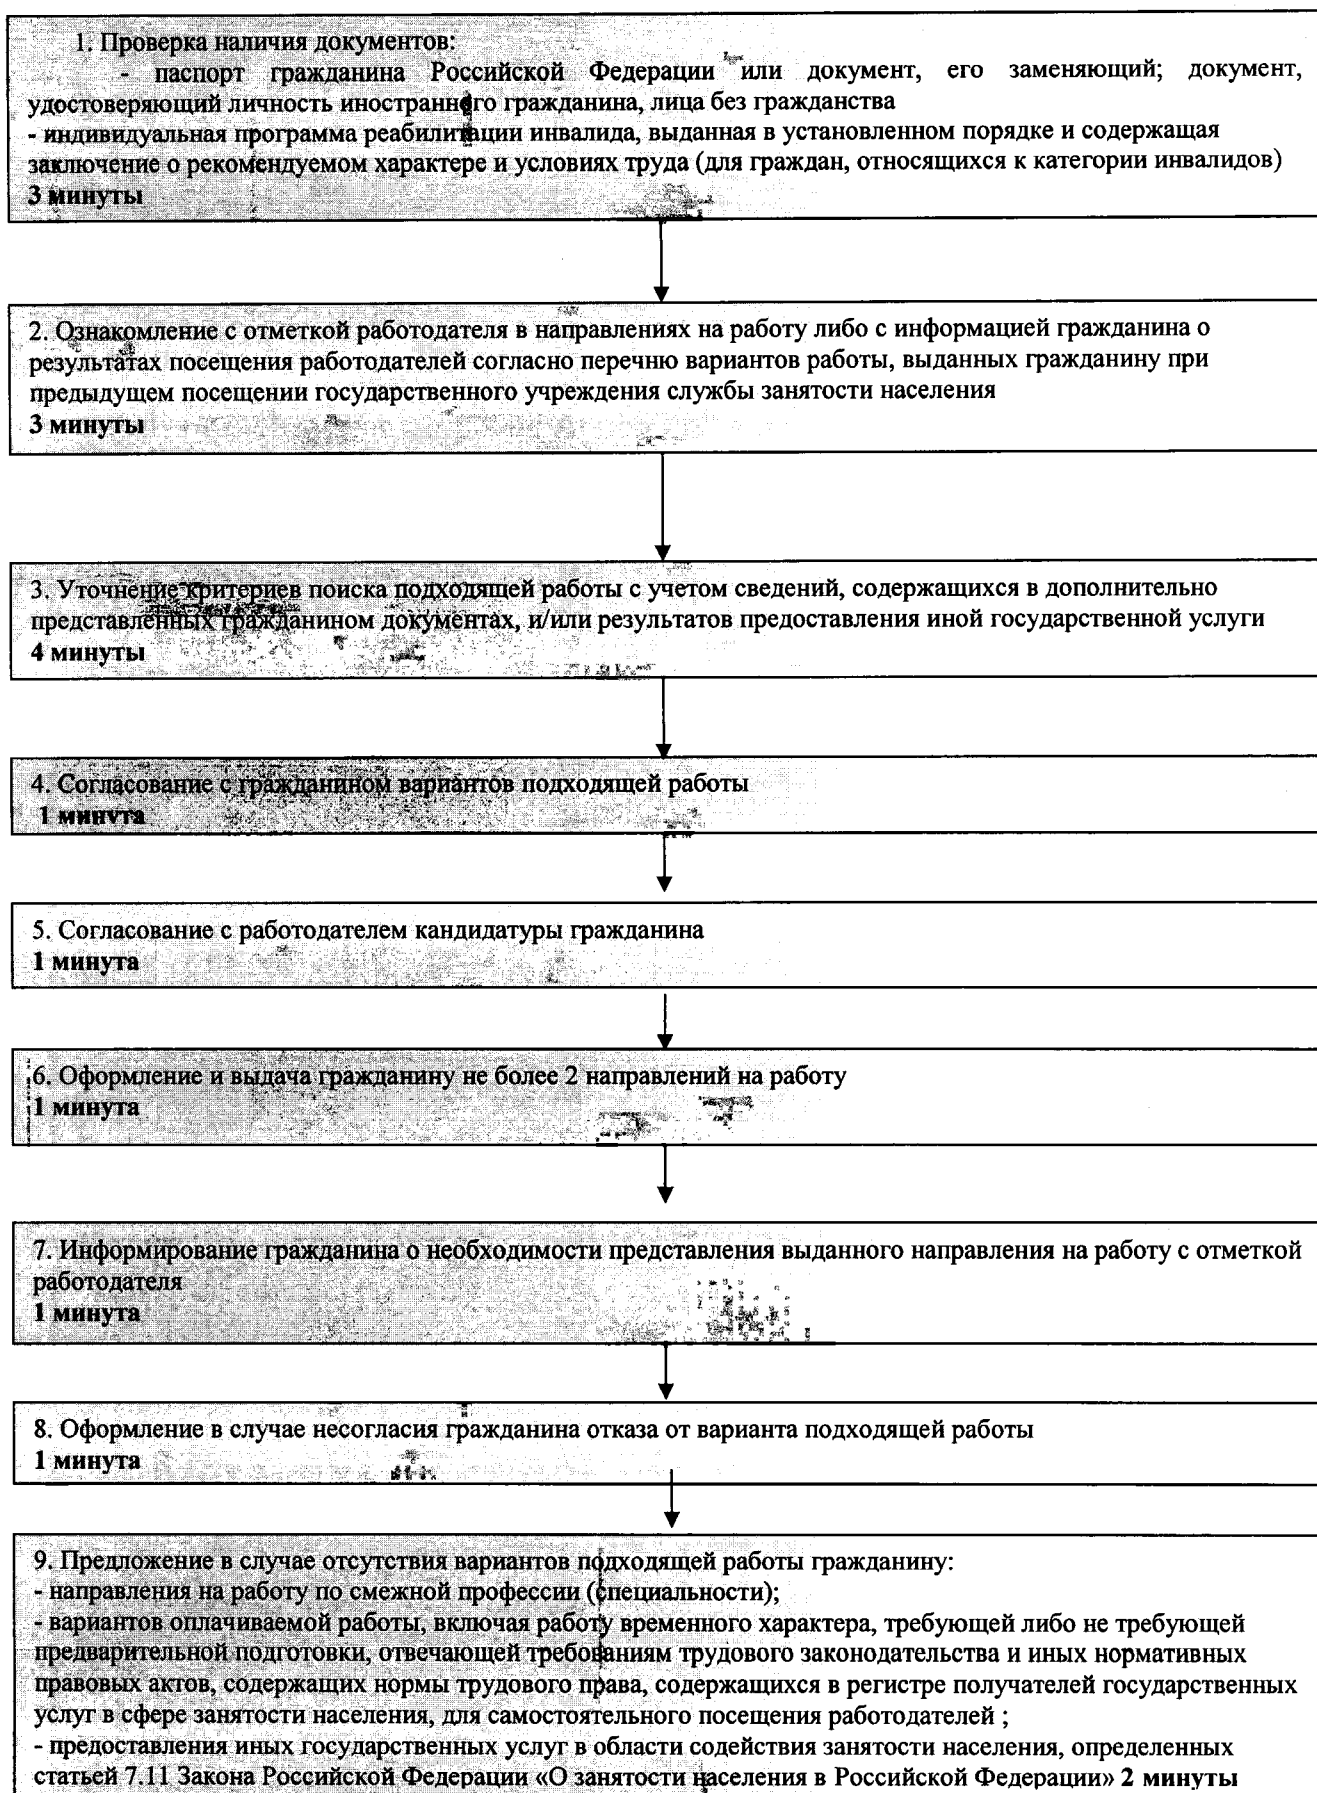 1. Проверка наличия документов:
- паспорт гражданина Российской Федерации или документ, его заменяющий; документ,
удостоверяющий личность иностранного гражданина, лица без гражданства
- индивидуальная программа реабилитации инвалида, выданная в установленном порядке и содержащая
заключение о рекомендуемом характере и условиях труда (для граждан, относящихся к категории инвалидов)
3 минуты
2. Ознакомление с отметкой работодателя в направлениях на работу либо с информацией гражданина о
результатах посещения работодателей согласно перечню вариантов работы, выданных гражданину при
предыдущем посещении государственного учреждения службы занятости населения
3 минуты
3. Уточнение критериев поиска подходящей работы с учетом сведений, содержащихся в дополнительно
представленных гражданином документах, и/или результатов предоставления иной государственной услуги
4 минуты
4. Согласование с гражданином вариантов подходящей работы
1 минута
5. Согласование с работодателем кандидатуры гражданина
1 минута
6. Оформление и выдача гражданину не более 2 направлений на работу
1 минута
7. Информирование гражданина о необходимости представления выданного направления на работу с отметкой
работодателя
1 минута
8. Оформление в случае несогласия гражданина отказа от варианта подходящей работы
1 минута
9. Предложение в случае отсутствия вариантов подходящей работы гражданину:
- направления на работу по смежной профессии (специальности);
- вариантов оплачиваемой работы, включая работу временного характера, требующей либо не требующей
предварительной подготовки, отвечающей требованиям трудового законодательства и иных нормативных
правовых актов, содержащих нормы трудового права, содержащихся в регистре получателей государственных
услуг в сфере занятости населения, для самостоятельного посещения работодателей ;
- предоставления иных государственных услуг в области содействия занятости населения, определенных
статьей 7.11 Закона Российской Федерации «О занятости населения в Российской Федерации» 2 минуты